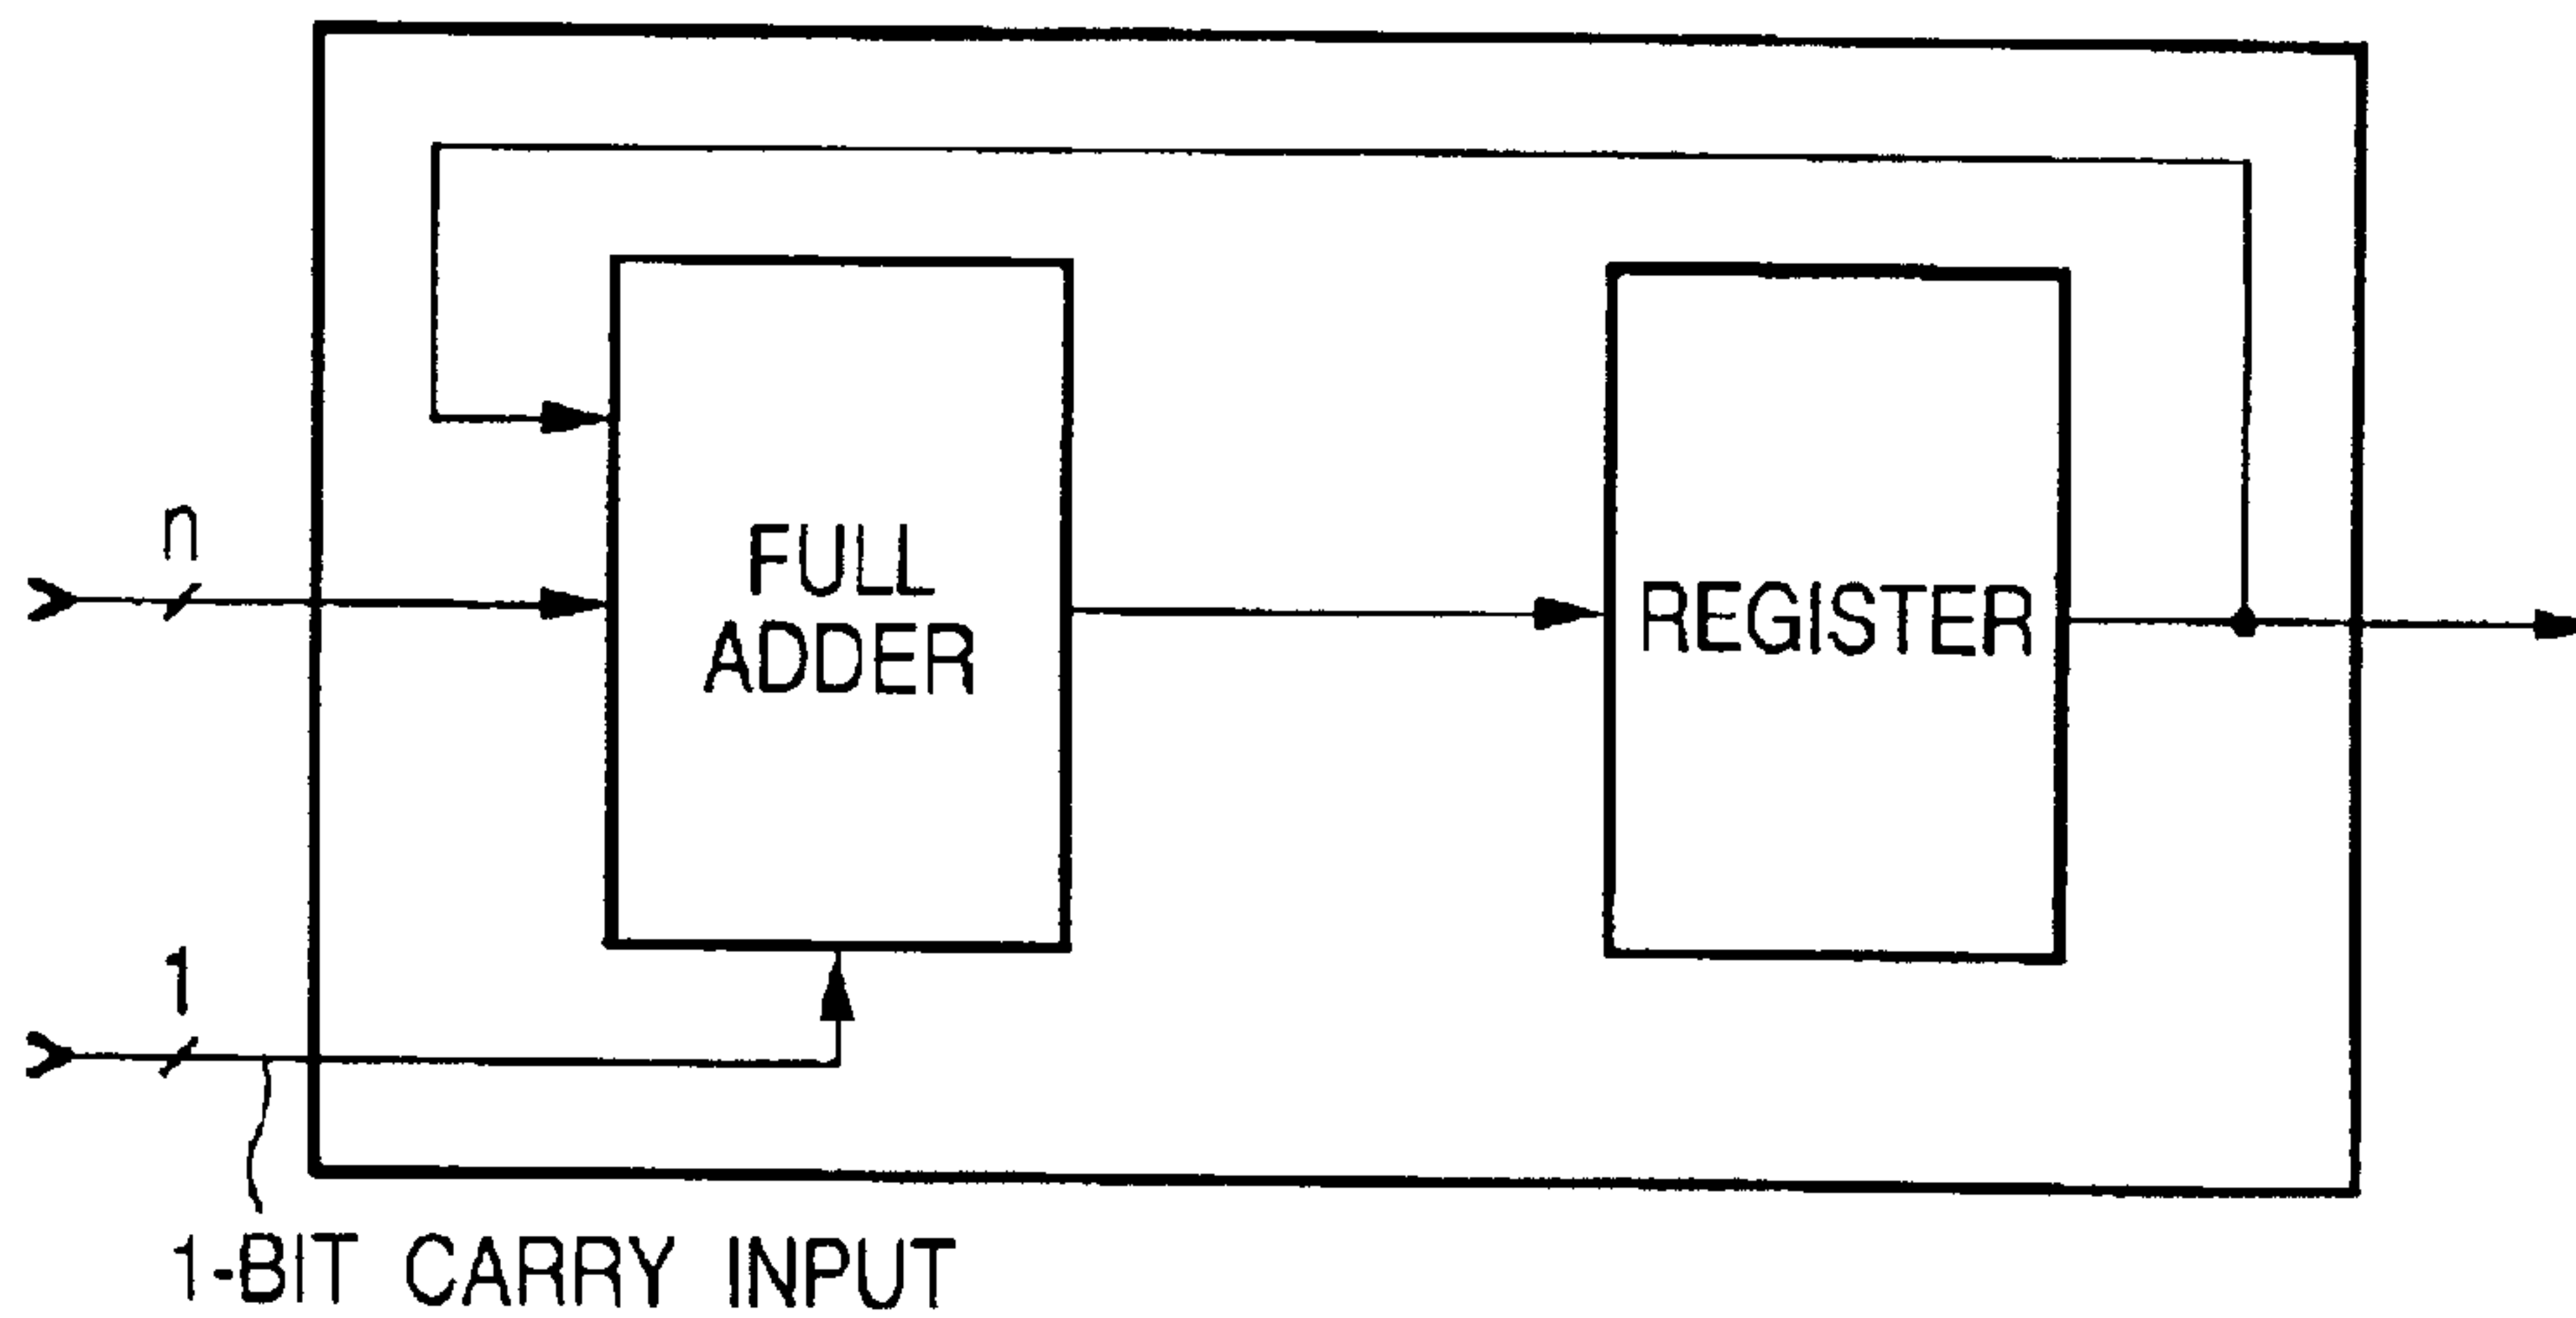 n
FULL
ADDER
REGISTER
1
1-BIT CARRY INPUT